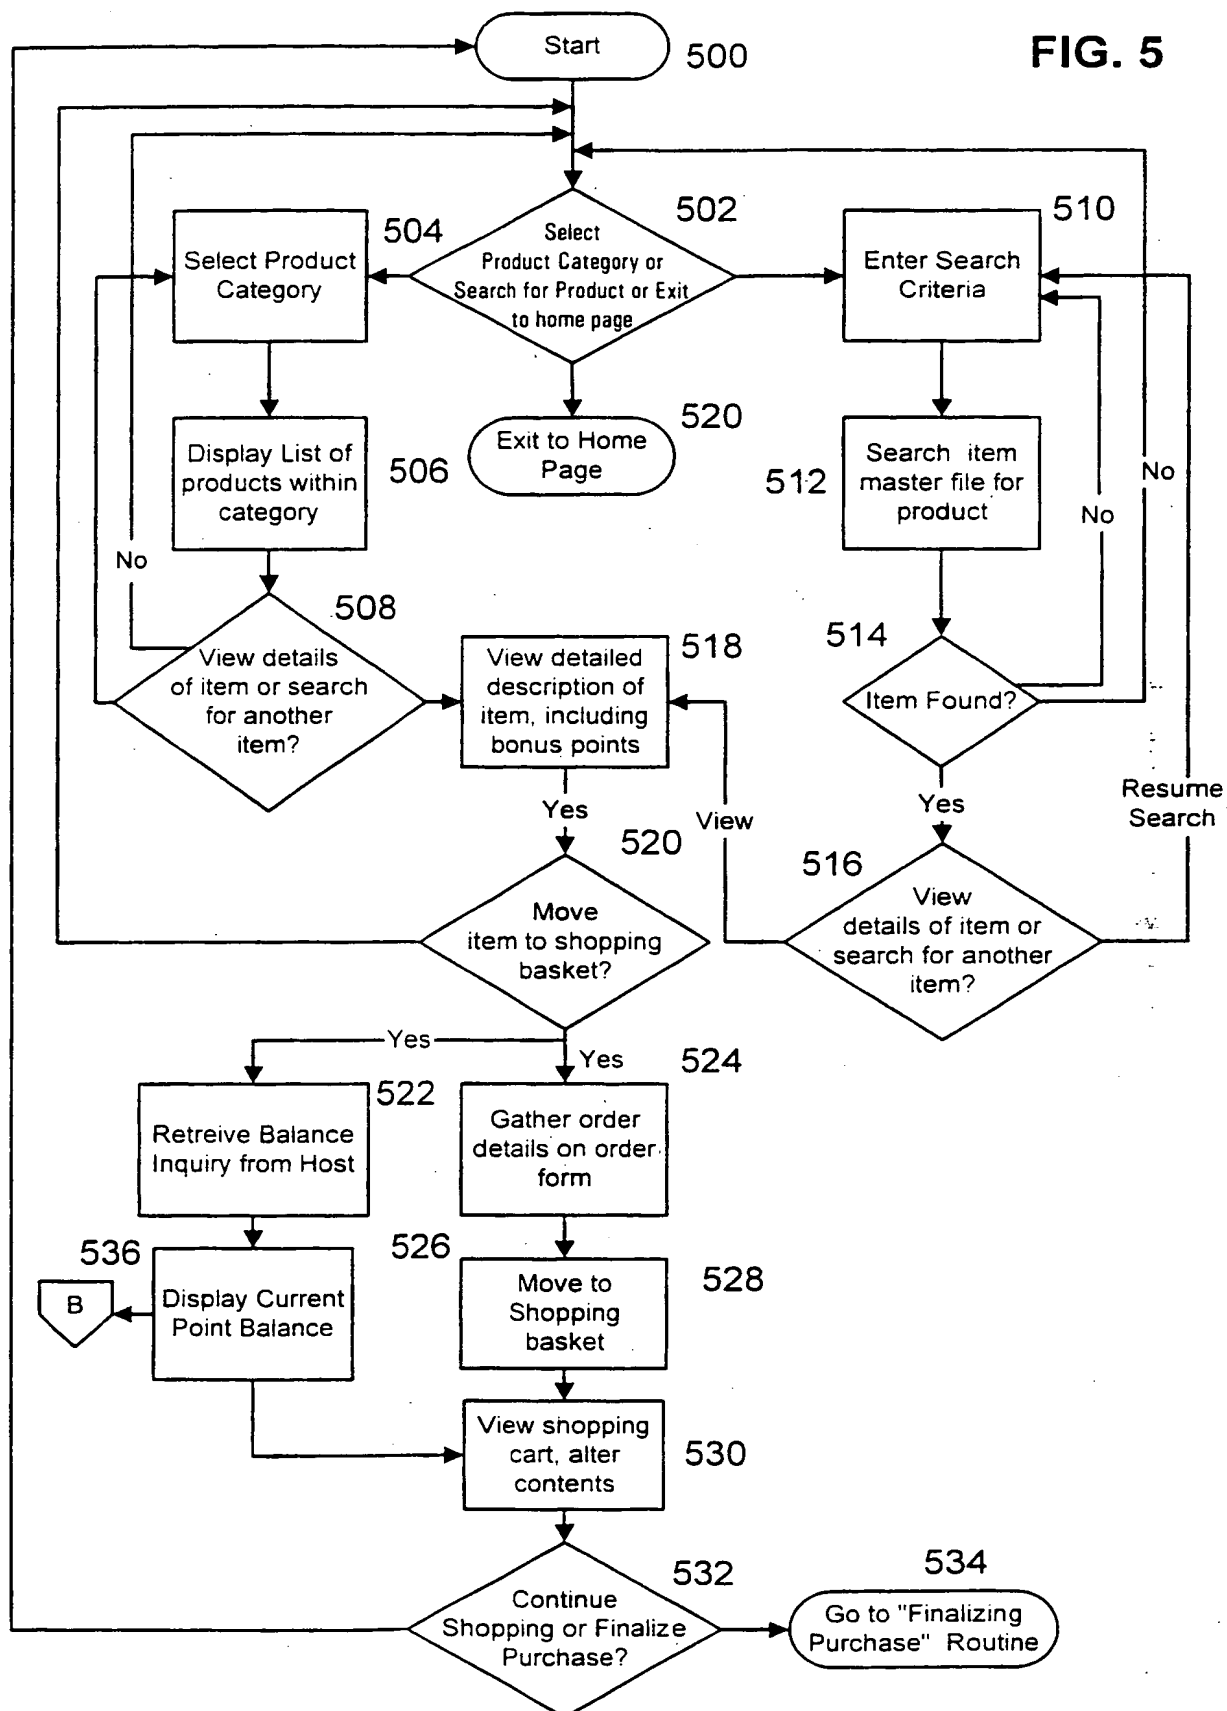 FIG. 5
Start
500
502
Select
Product Category or
Search for Product or Exit
to home page
504
Select Product
Category
510
Enter Search
Criteria
520
Exit to Home
Page
Display List of
products within
category
506
512
Search item
master file for
product
No
No
No
508
View details
of item or search
for another
item?
518
View detailed
description of
item, including
bonus points
514
Item Found?
Yes
View
Yes
Resume
Search
520
Move
item to shopping
basket?
516
View
details of item or
search for another
item?
Yes
Yes
522
Retreive Balance
Inquiry from Host
524
Gather order
details on order
form
536
B
526
Display Current
Point Balance
528
Move to
Shopping
basket
View shopping
cart, alter
contents
530
532
Continue
Shopping or Finalize
Purchase?
534
Go to "Finalizing
Purchase" Routine